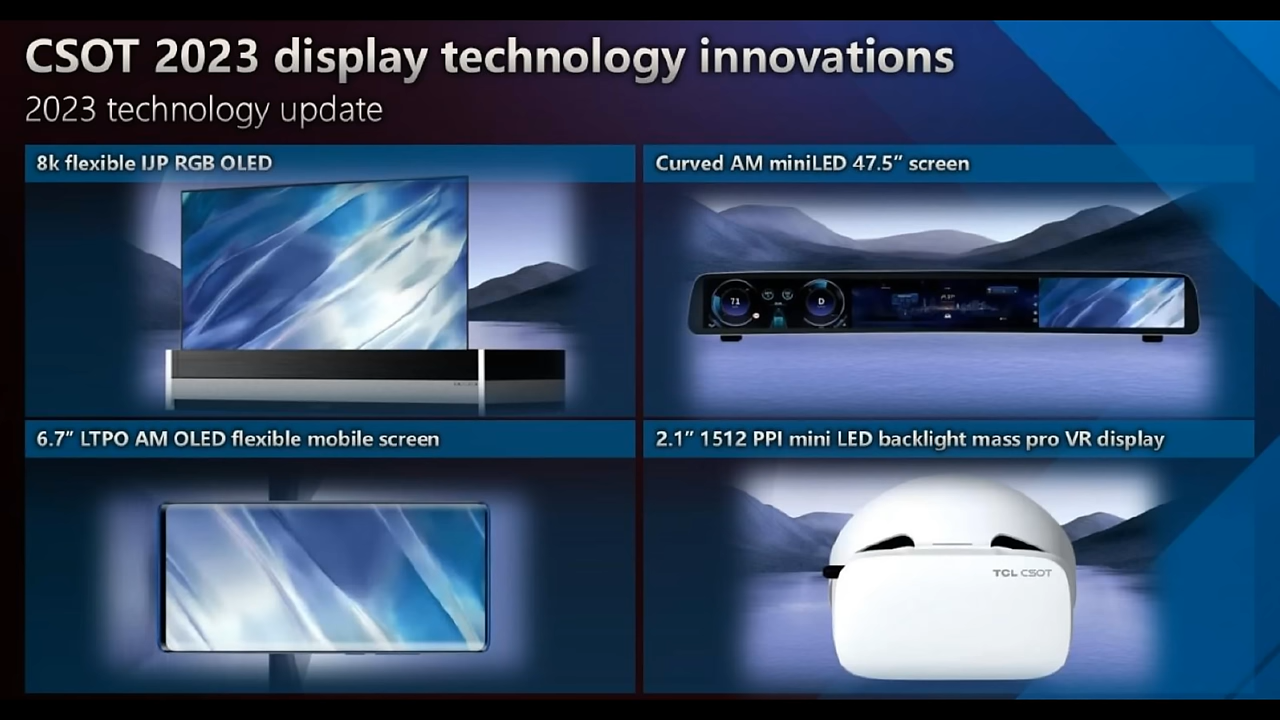 CSOT 2023 display technology innovations
2023 technology update
8k flexible IJP RGB OLED
Curved AM miniLED 47.5” screen
71
D
6.7” LTPO AM OLED flexible mobile screen
2.1” 1512 PPI mini LED backlight mass pro VR display
TCL CSOT